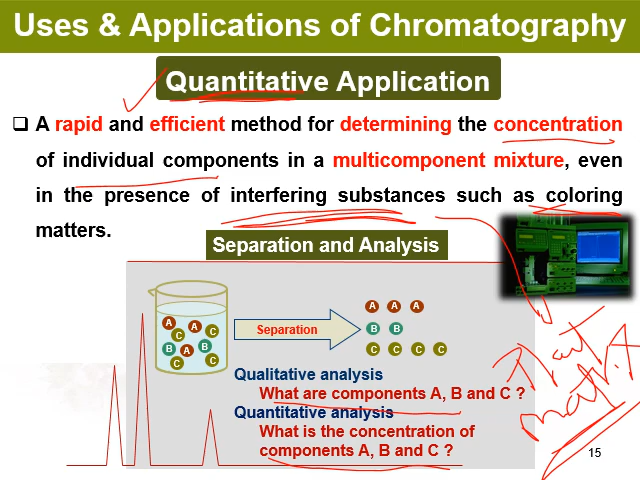 Uses & Applications of Chromatography
Quantitative Application
❑ A rapid and efficient method for determining the concentration
of individual components in a multicomponent mixture, even
in the presence of interfering substances such as coloring
matters.
Separation and Analysis
A A C C B A B C C
Separation
A A A
B B
C C C C
Qualitative analysis
What are components A, B and C ?
Quantitative analysis
What is the concentration of
components A, B and C ?
Plant
matrix
15